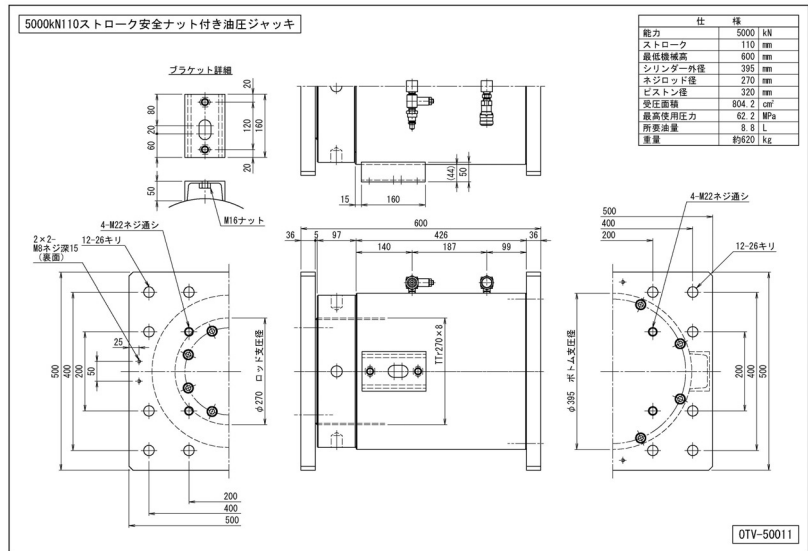 5000kN110ストローク安全ナット付き油圧ジャッキ
仕 様
能力 5000 kN
ストローク 110 mm
最低機械高 600 mm
シリンダー外径 395 mm
ネジロッド径 270 mm
ピストン径 320 mm
受圧面積 804.2 cm²
最高使用圧力 62.2 MPa
所要油量 8.8 L
重量 約620 kg
ブラケット詳細
80
20
60
20
120
160
20
50
M16ナット
(44)
50
15
160
4-M22ネジ通シ
12-26キリ
2×2-
M8ネジ深15
(裏面)
25
50
500
400
200
φ270 ロッド支圧径
200
400
500
600
36
5
97
426
36
140
187
99
TTr270×8
4-M22ネジ通シ
500
400
200
12-26キリ
φ395 ボトム支圧径
200
400
500
OTV-50011